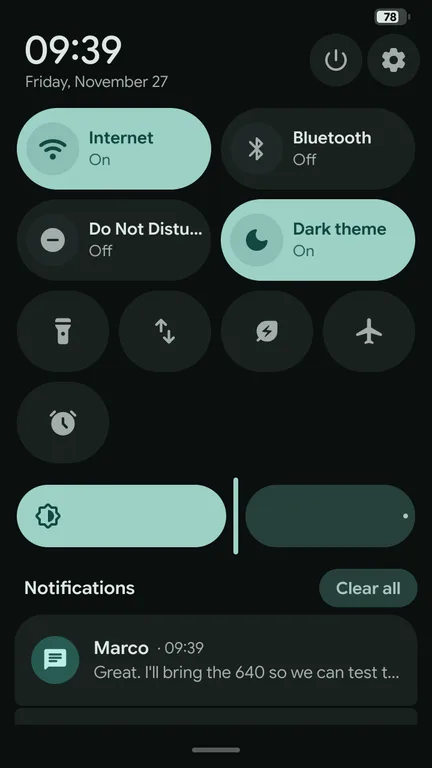 78
09:39
Friday, November 27
Internet
On
Bluetooth
Off
Do Not Distu...
Off
Dark theme
On
Notifications
Clear all
Marco · 09:39
Great. I'll bring the 640 so we can test t...